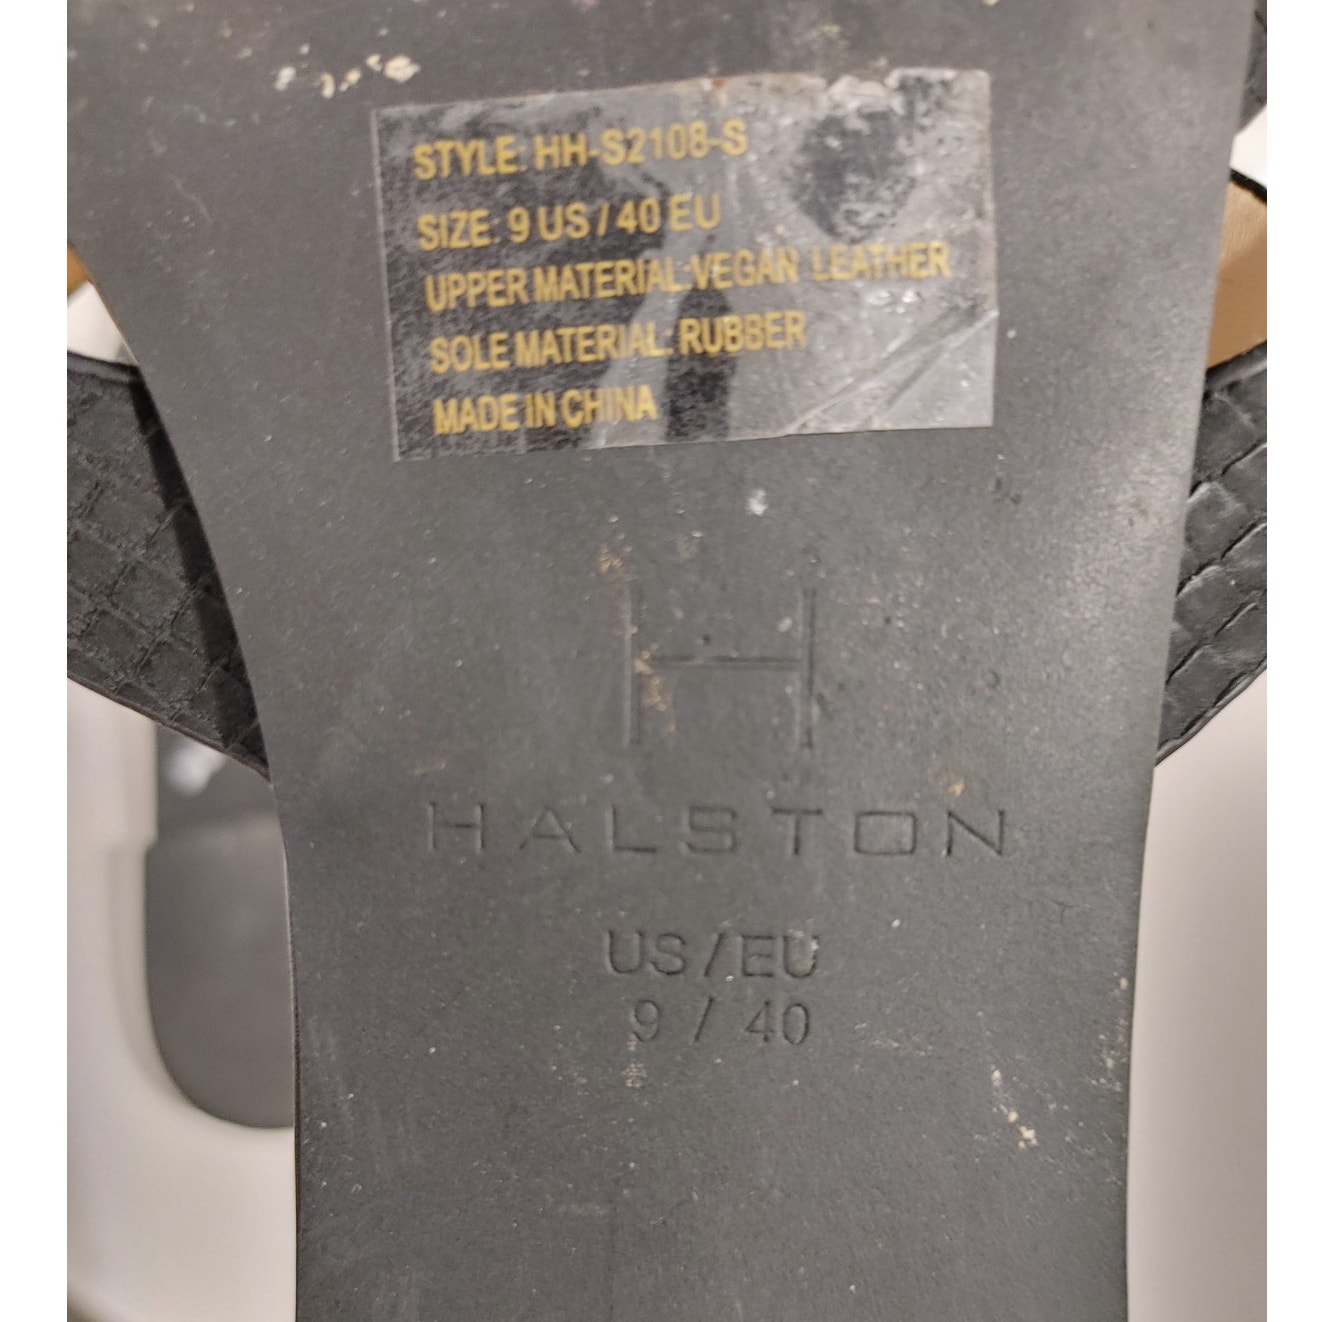 STYLE: HH-S2108-S
SIZE: 9 US / 40 EU
UPPER MATERIAL:VEGAN LEATHER
SOLE MATERIAL: RUBBER
MADE IN CHINA
H
HALSTON
US/EU
9 / 40